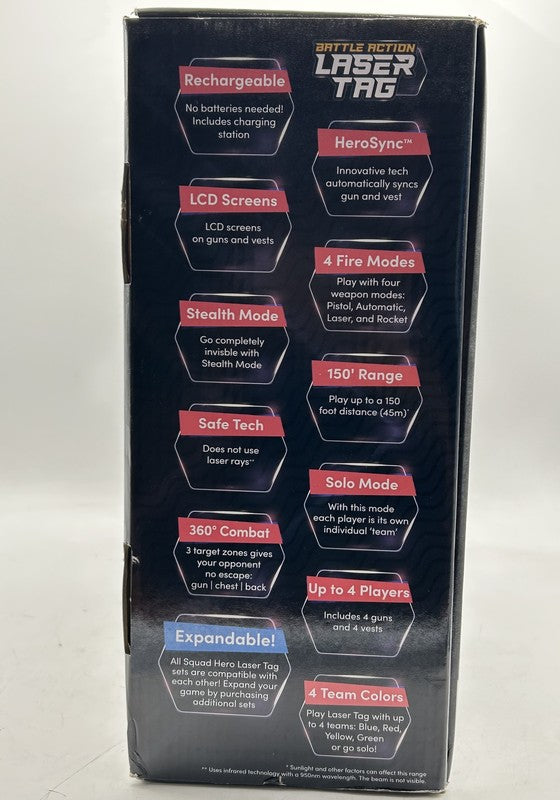 BATTLE ACTION
LASER
TAG
Rechargeable
No batteries needed!
Includes charging
station
HeroSync™
Innovative tech
automatically syncs
gun and vest
LCD Screens
LCD screens
on guns and vests
4 Fire Modes
Play with four
weapon modes:
Pistol, Automatic,
Laser, and Rocket
Stealth Mode
Go completely
invisble with
Stealth Mode
150' Range
Play up to a 150
foot distance (45m)*
Safe Tech
Does not use
laser rays**
Solo Mode
With this mode
each player is its own
individual 'team'
360° Combat
3 target zones gives
your opponent
no escape:
gun | chest | back
Up to 4 Players
Includes 4 guns
and 4 vests
Expandable!
All Squad Hero Laser Tag
sets are compatible with
each other! Expand your
game by purchasing
additional sets
4 Team Colors
Play Laser Tag with up
to 4 teams: Blue, Red,
Yellow, Green
or go solo!
* Sunlight and other factors can affect this range
** Uses infrared technology with a 950nm wavelength. The beam is not visible.